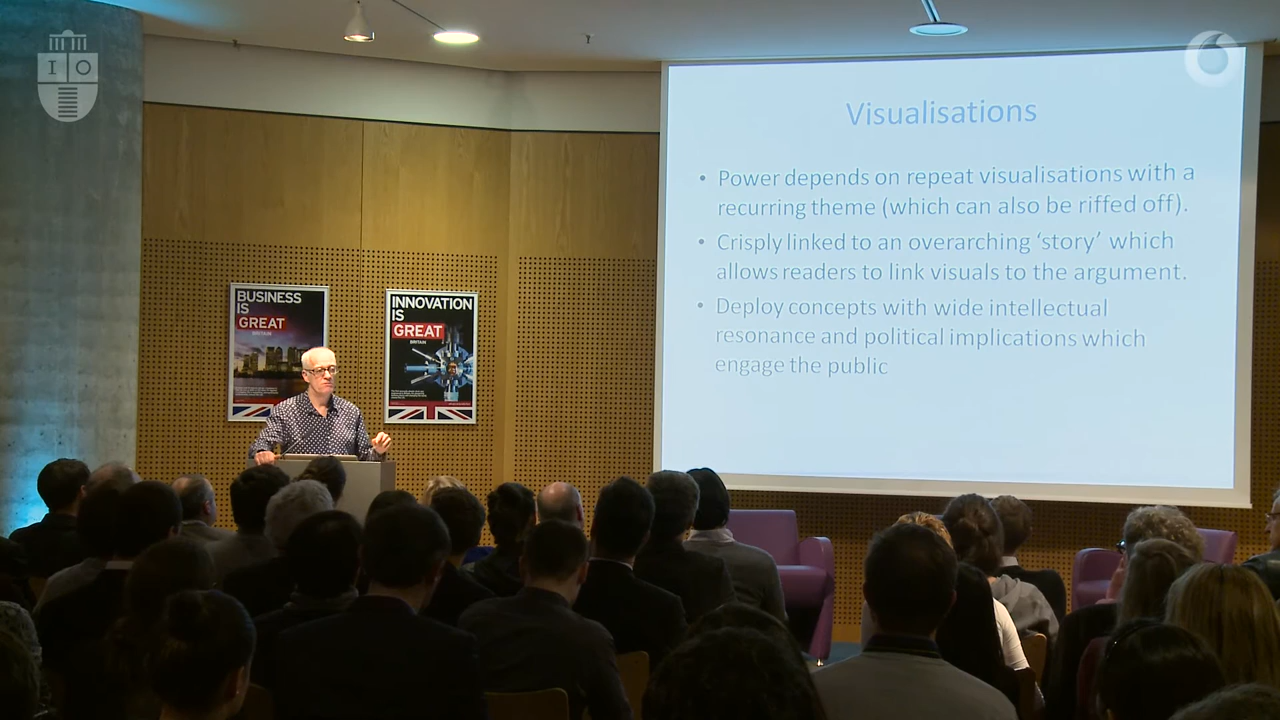 I O
Visualisations
• Power depends on repeat visualisations with a
recurring theme (which can also be riffed off).
• Crisply linked to an overarching ‘story’ which
allows readers to link visuals to the argument.
• Deploy concepts with wide intellectual
resonance and political implications which
engage the public
BUSINESS
IS
GREAT
BRITAIN
INNOVATION
IS
GREAT
BRITAIN